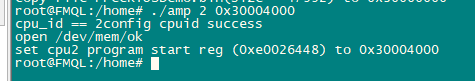 root@FMQL:/home# ./amp 2 0x30004000
cpu_id == 2config cpuid success
open /dev/mem/ok
set cpu2 program start reg (0xe0026448) to 0x30004000
root@FMQL:/home#